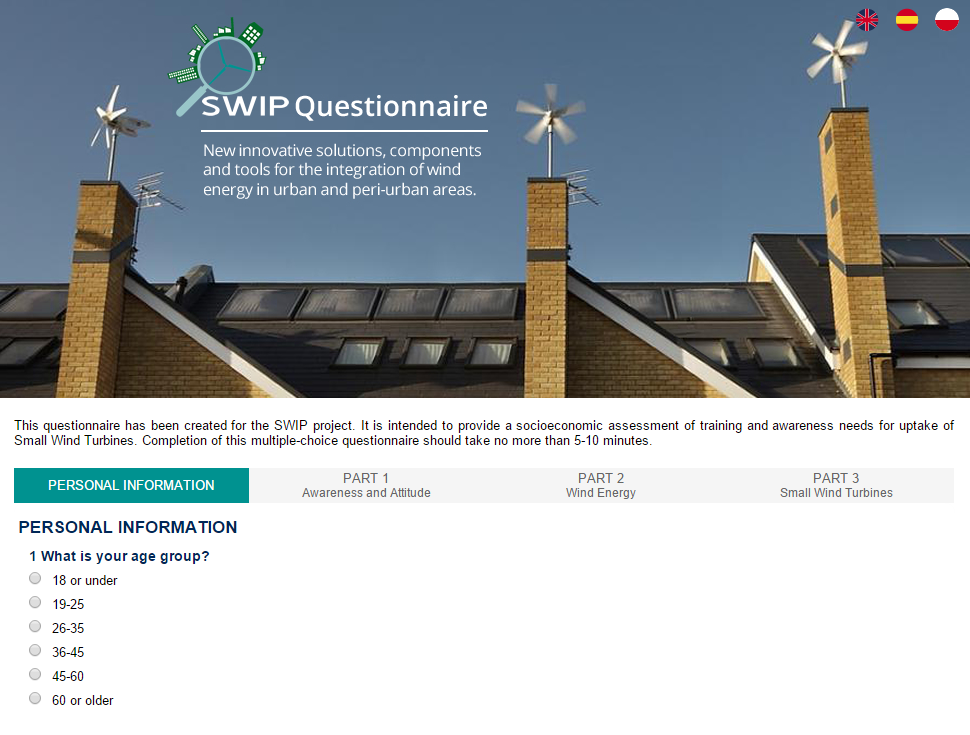 SWIP Questionnaire
New innovative solutions, components
and tools for the integration of wind
energy in urban and peri-urban areas.
This questionnaire has been created for the SWIP project. It is intended to provide a socioeconomic assessment of training and awareness needs for uptake of
Small Wind Turbines. Completion of this multiple-choice questionnaire should take no more than 5-10 minutes.
PERSONAL INFORMATION
PART 1
Awareness and Attitude
PART 2
Wind Energy
PART 3
Small Wind Turbines
PERSONAL INFORMATION
1 What is your age group?
18 or under
19-25
26-35
36-45
45-60
60 or older